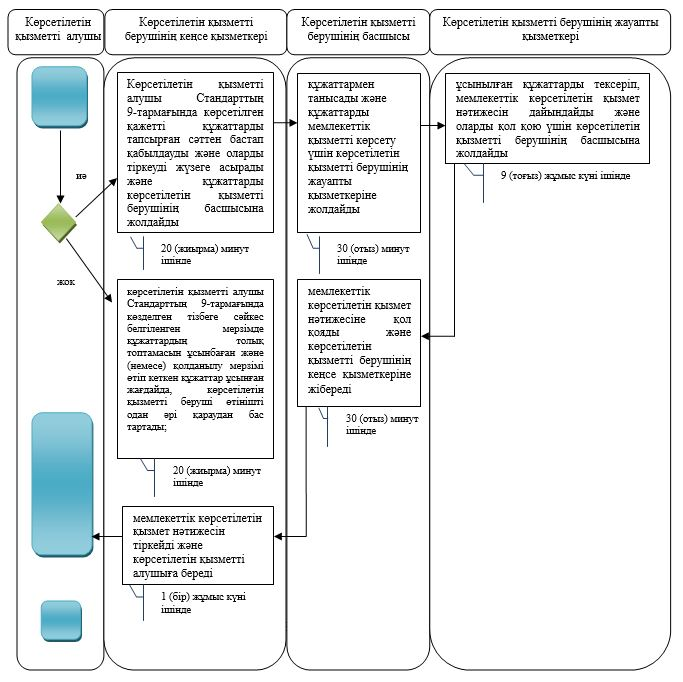 Көрсетілетін
қызметті алушы
Көрсетілетін қызметті
берушінің кеңсе қызметкері
Көрсетілетін қызметті
берушінің басшысы
Көрсетілетін қызметті берушінің жауапты
қызметкері
иә
жоқ
Көрсетілетін қызметті
алушы Стандарттың
9-тармағында көрсетілген
қажетті құжаттарды
тапсырған сәттен бастап
қабылдауды және оларды
тіркеуді жүзеге асырады
және құжаттарды
көрсетілетін қызметті
берушінің басшысына
жолдайды
20 (жиырма) минут
ішінде
құжаттармен
танысады және
құжаттарды
мемлекеттік
қызметті көрсету
үшін көрсетілетін
қызметті берушінің
жауапты
қызметкеріне
жолдайды
30 (отыз) минут
ішінде
ұсынылған құжаттарды тексеріп,
мемлекеттік көрсетілетін қызмет
нәтижесін дайындайды және
оларды қол қою үшін көрсетілетін
қызметті берушінің басшысына
жолдайды
9 (тоғыз) жұмыс күні ішінде
көрсетілетін қызметті алушы
Стандарттың 9-тармағында
көзделген тізбеге сәйкес
белгіленген мерзімде
құжаттардың толық
топтамасын ұсынбаған және
(немесе) қолданылу мерзімі
өтіп кеткен құжаттар ұсынған
жағдайда, көрсетілетін
қызметті беруші өтінішті
одан әрі қараудан бас
тартады;
20 (жиырма) минут
ішінде
мемлекеттік
көрсетілетін қызмет
нәтижесіне қол
қояды және
көрсетілетін
қызметті берушінің
кеңсе қызметкеріне
жібереді
30 (отыз) минут
ішінде
мемлекеттік көрсетілетін
қызмет нәтижесін
тіркейді және
көрсетілетін қызметті
алушыға береді
1 (бір) жұмыс күні
ішінде